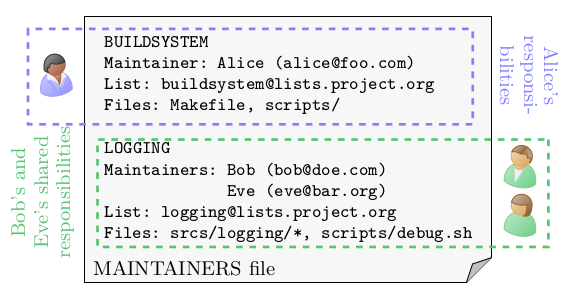 BUILDSYSTEM
Maintainer: Alice (alice@foo.com)
List: buildsystem@lists.project.org
Files: Makefile, scripts/
Alice's
responsi-
bilities
LOGGING
Maintainers: Bob (bob@doe.com)
Eve (eve@bar.org)
List: logging@lists.project.org
Files: srcs/logging/*, scripts/debug.sh
Bob's and
Eve's shared
responsibilities
MAINTAINERS file